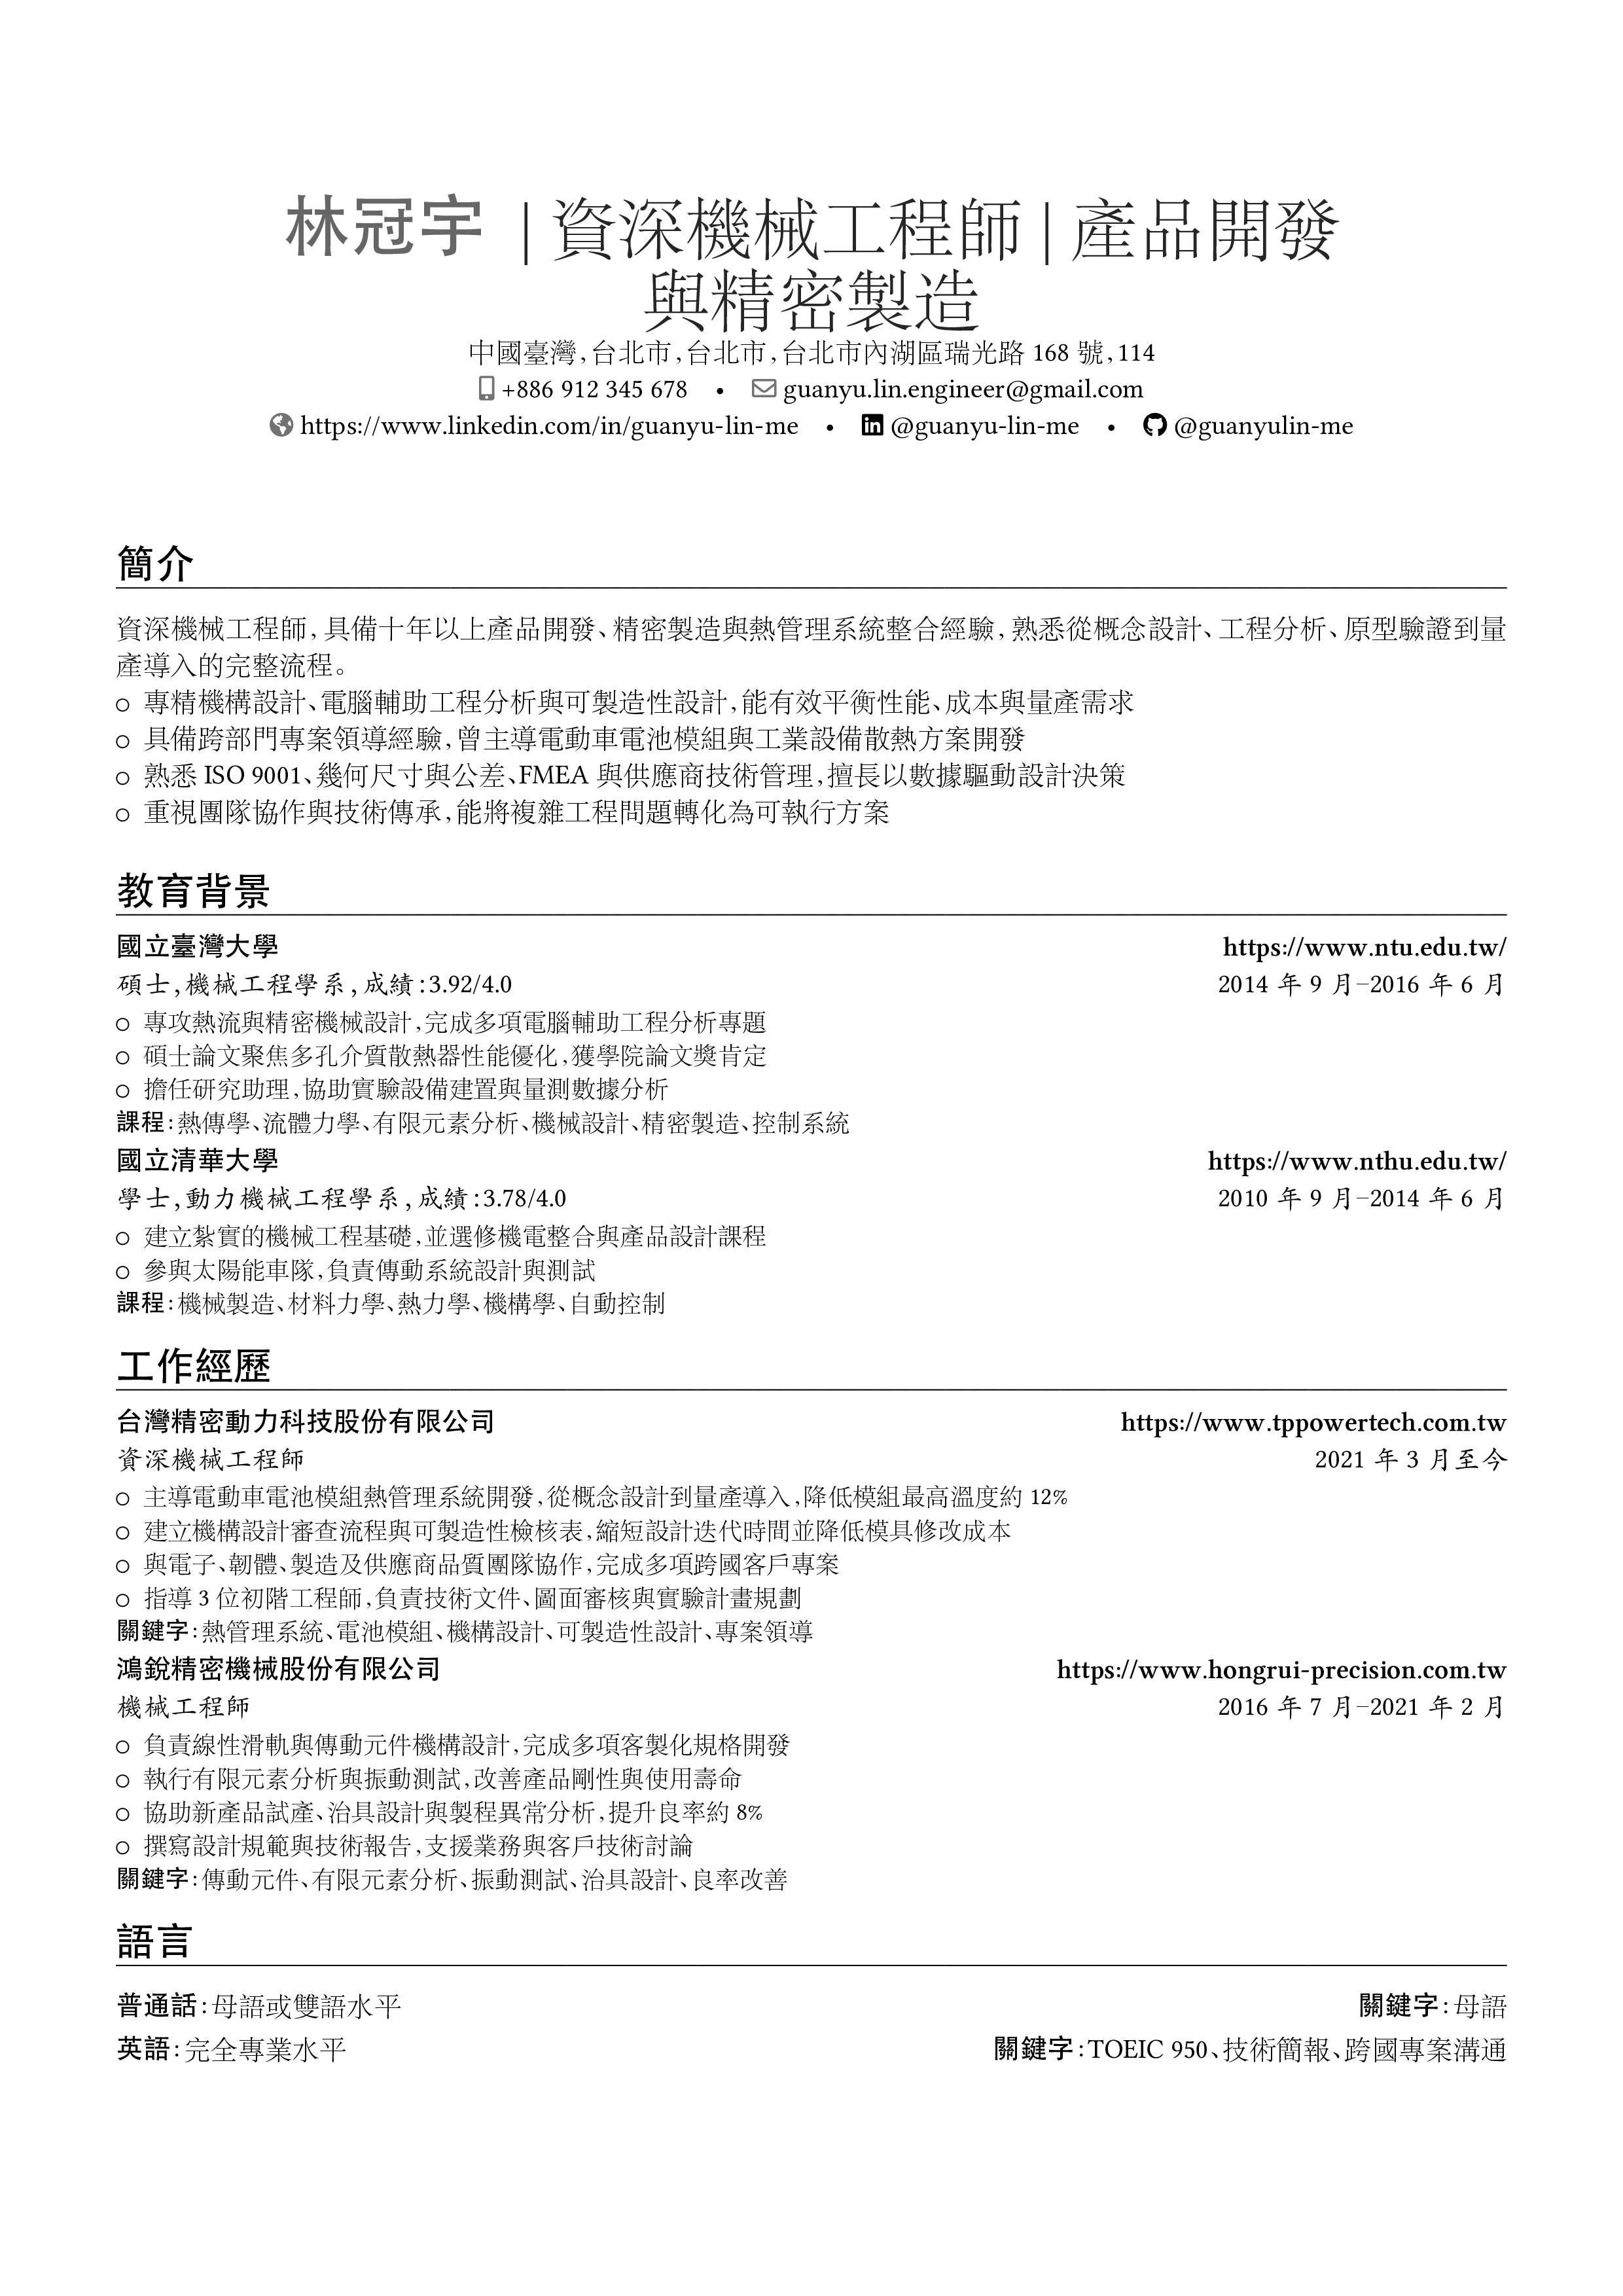 林冠宇 | 資深機械工程師 | 產品開發
與精密製造
中國臺灣,台北市,台北市,台北市內湖區瑞光路 168 號,114
+886 912 345 678 • guanyu.lin.engineer@gmail.com
https://www.linkedin.com/in/guanyu-lin-me • @guanyu-lin-me • @guanyulin-me
簡介
資深機械工程師,具備十年以上產品開發、精密製造與熱管理系統整合經驗,熟悉從概念設計、工程分析、原型驗證到量
產導入的完整流程。
○ 專精機構設計、電腦輔助工程分析與可製造性設計,能有效平衡性能、成本與量產需求
○ 具備跨部門專案領導經驗,曾主導電動車電池模組與工業設備散熱方案開發
○ 熟悉 ISO 9001、幾何尺寸與公差、FMEA 與供應商技術管理,擅長以數據驅動設計決策
○ 重視團隊協作與技術傳承,能將複雜工程問題轉化為可執行方案
教育背景
國立臺灣大學 https://www.ntu.edu.tw/
碩士,機械工程學系,成績:3.92/4.0 2014 年 9 月–2016 年 6 月
○ 專攻熱流與精密機械設計,完成多項電腦輔助工程分析專題
○ 碩士論文聚焦多孔介質散熱器性能優化,獲學院論文獎肯定
○ 擔任研究助理,協助實驗設備建置與量測數據分析
課程:熱傳學、流體力學、有限元素分析、機械設計、精密製造、控制系統
國立清華大學 https://www.nthu.edu.tw/
學士,動力機械工程學系,成績:3.78/4.0 2010 年 9 月–2014 年 6 月
○ 建立紮實的機械工程基礎,並選修機電整合與產品設計課程
○ 參與太陽能車隊,負責傳動系統設計與測試
課程:機械製造、材料力學、熱力學、機構學、自動控制
工作經歷
台灣精密動力科技股份有限公司 https://www.tppowertech.com.tw
資深機械工程師 2021 年 3 月至今
○ 主導電動車電池模組熱管理系統開發,從概念設計到量產導入,降低模組最高溫度約 12%
○ 建立機構設計審查流程與可製造性檢核表,縮短設計迭代時間並降低模具修改成本
○ 與電子、韌體、製造及供應商品質團隊協作,完成多項跨國客戶專案
○ 指導 3 位初階工程師,負責技術文件、圖面審核與實驗計畫規劃
關鍵字:熱管理系統、電池模組、機構設計、可製造性設計、專案領導
鴻銳精密機械股份有限公司 https://www.hongrui-precision.com.tw
機械工程師 2016 年 7 月–2021 年 2 月
○ 負責線性滑軌與傳動元件機構設計,完成多項客製化規格開發
○ 執行有限元素分析與振動測試,改善產品剛性與使用壽命
○ 協助新產品試產、治具設計與製程異常分析,提升良率約 8%
○ 撰寫設計規範與技術報告,支援業務與客戶技術討論
關鍵字:傳動元件、有限元素分析、振動測試、治具設計、良率改善
語言
普通話:母語或雙語水平 關鍵字:母語
英語:完全專業水平 關鍵字:TOEIC 950、技術簡報、跨國專案溝通